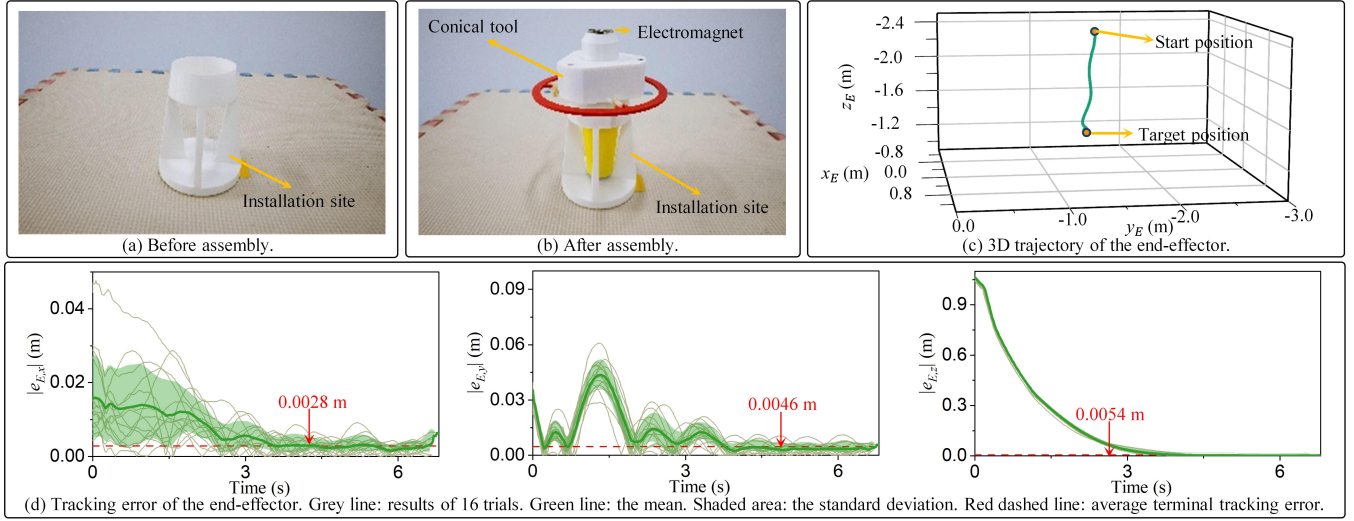 Conical tool
Electromagnet
Installation site
Installation site
(a) Before assembly.
(b) After assembly.
-2.4
-2.0
-1.6
-1.2
-0.8
z_E (m)
x_E (m)
0.0
0.8
0.0
-1.0
-2.0
-3.0
y_E (m)
Start position
Target position
(c) 3D trajectory of the end-effector.
0.04
0.02
0.00
|e_{E,x}| (m)
0.0028 m
0
3
6
Time (s)
0.09
0.06
0.03
0.00
|e_{E,y}| (m)
0.0046 m
0
3
6
Time (s)
0.9
0.6
0.3
0.0
|e_{E,z}| (m)
0.0054 m
0
3
6
Time (s)
(d) Tracking error of the end-effector. Grey line: results of 16 trials. Green line: the mean. Shaded area: the standard deviation. Red dashed line: average terminal tracking error.